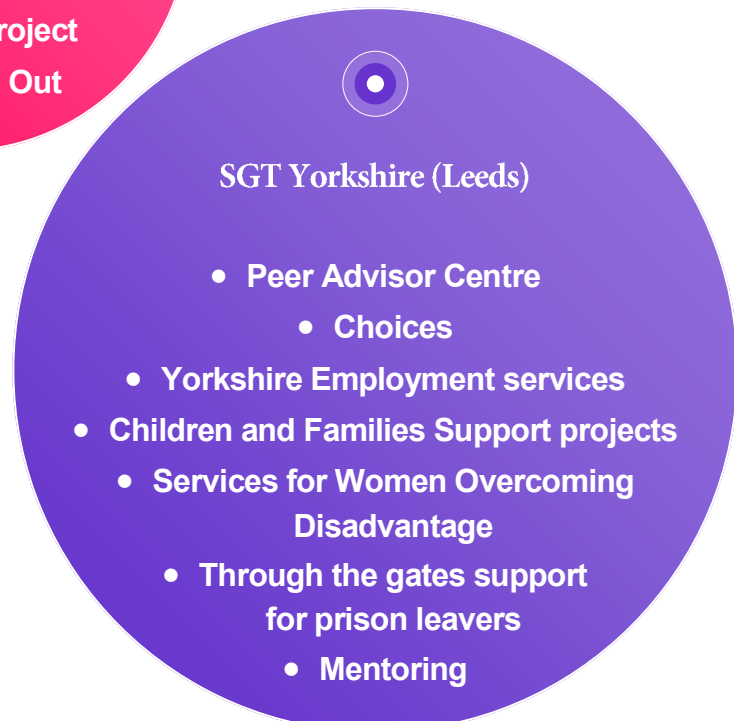 roject
Out
SGT Yorkshire (Leeds)
• Peer Advisor Centre
• Choices
• Yorkshire Employment services
• Children and Families Support projects
• Services for Women Overcoming
Disadvantage
• Through the gates support
for prison leavers
• Mentoring